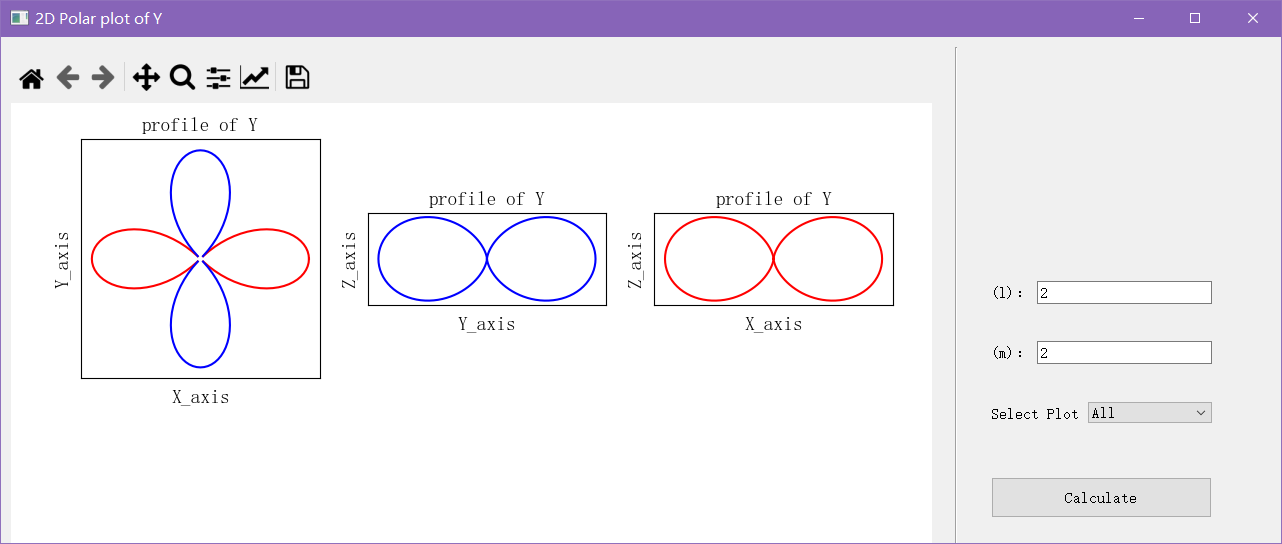 2D Polar plot of Y
profile of Y
Y_axis
X_axis
profile of Y
Z_axis
Y_axis
profile of Y
Z_axis
X_axis
(l)： 2
(m)： 2
Select Plot All
Calculate